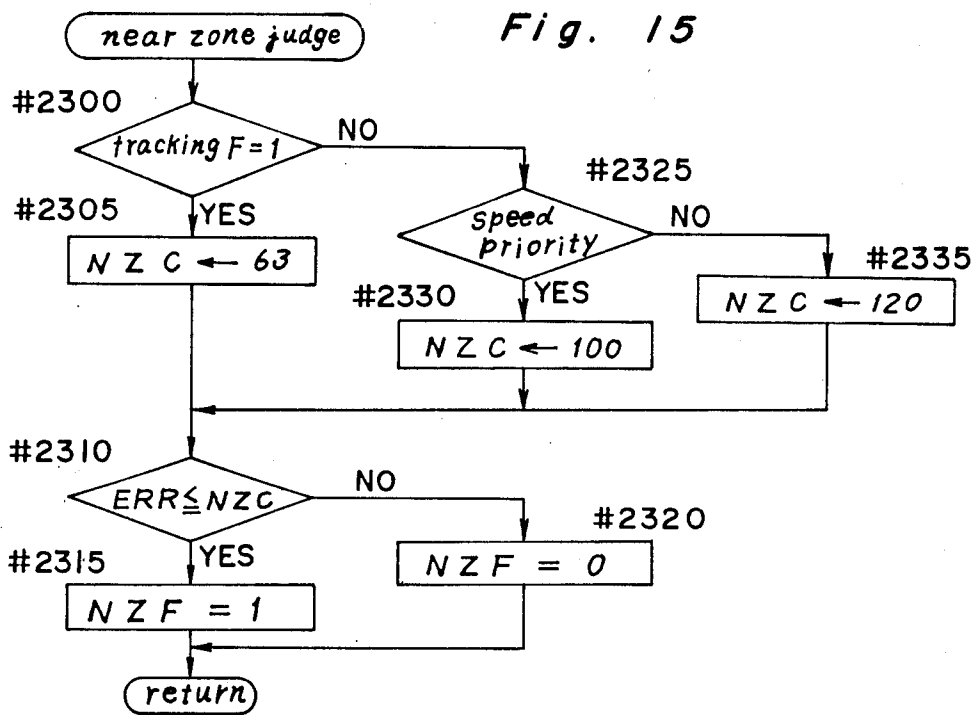 Fig. 15
near zone judge
#2300
tracking F=1
NO
#2305
YES
NZC ← 63
#2325
speed
priority
NO
#2330
YES
NZC ← 100
#2335
NZC ← 120
#2310
ERR≦NZC
NO
#2315
YES
NZF = 1
#2320
NZF = 0
return